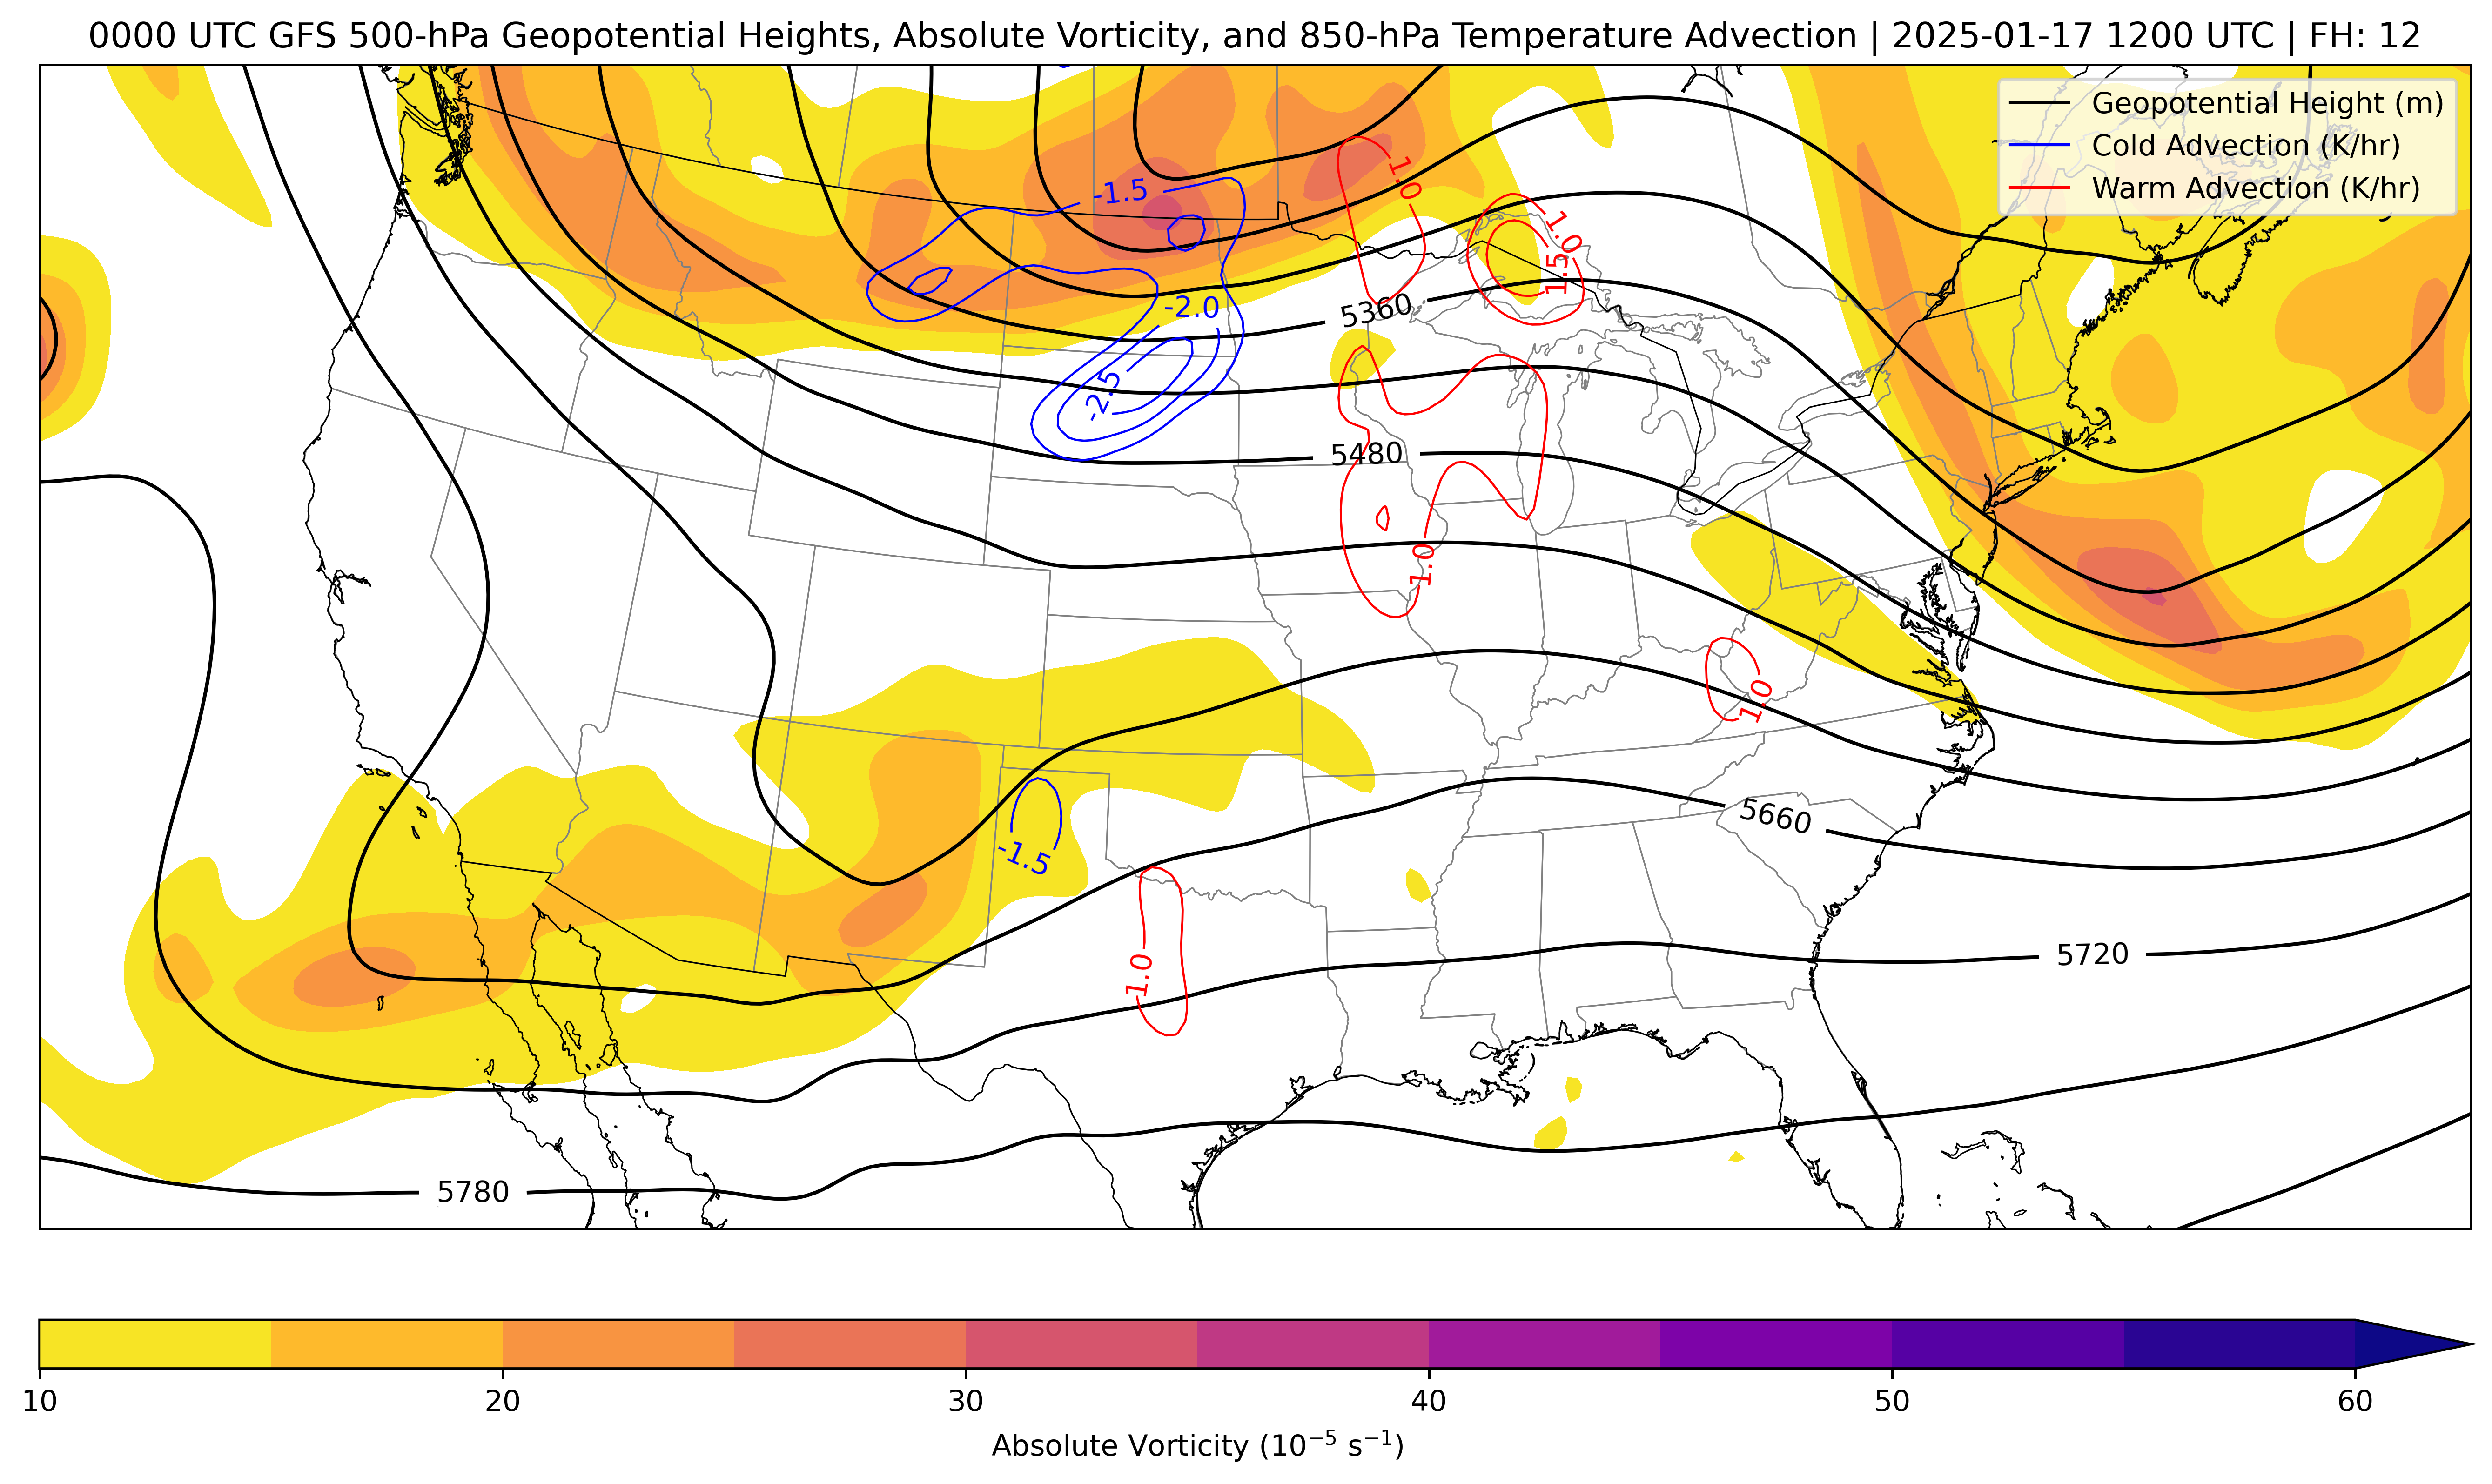 0000 UTC GFS 500-hPa Geopotential Heights, Absolute Vorticity, and 850-hPa Temperature Advection | 2025-01-17 1200 UTC | FH: 12
Geopotential Height (m)
Cold Advection (K/hr)
Warm Advection (K/hr)
-1.5
1.0
1.0
1.5
-2.0
5360
-2.5
5480
1.0
1.0
5660
-1.5
1.0
5720
5780
10 20 30 40 50 60
Absolute Vorticity (10⁻⁵ s⁻¹)